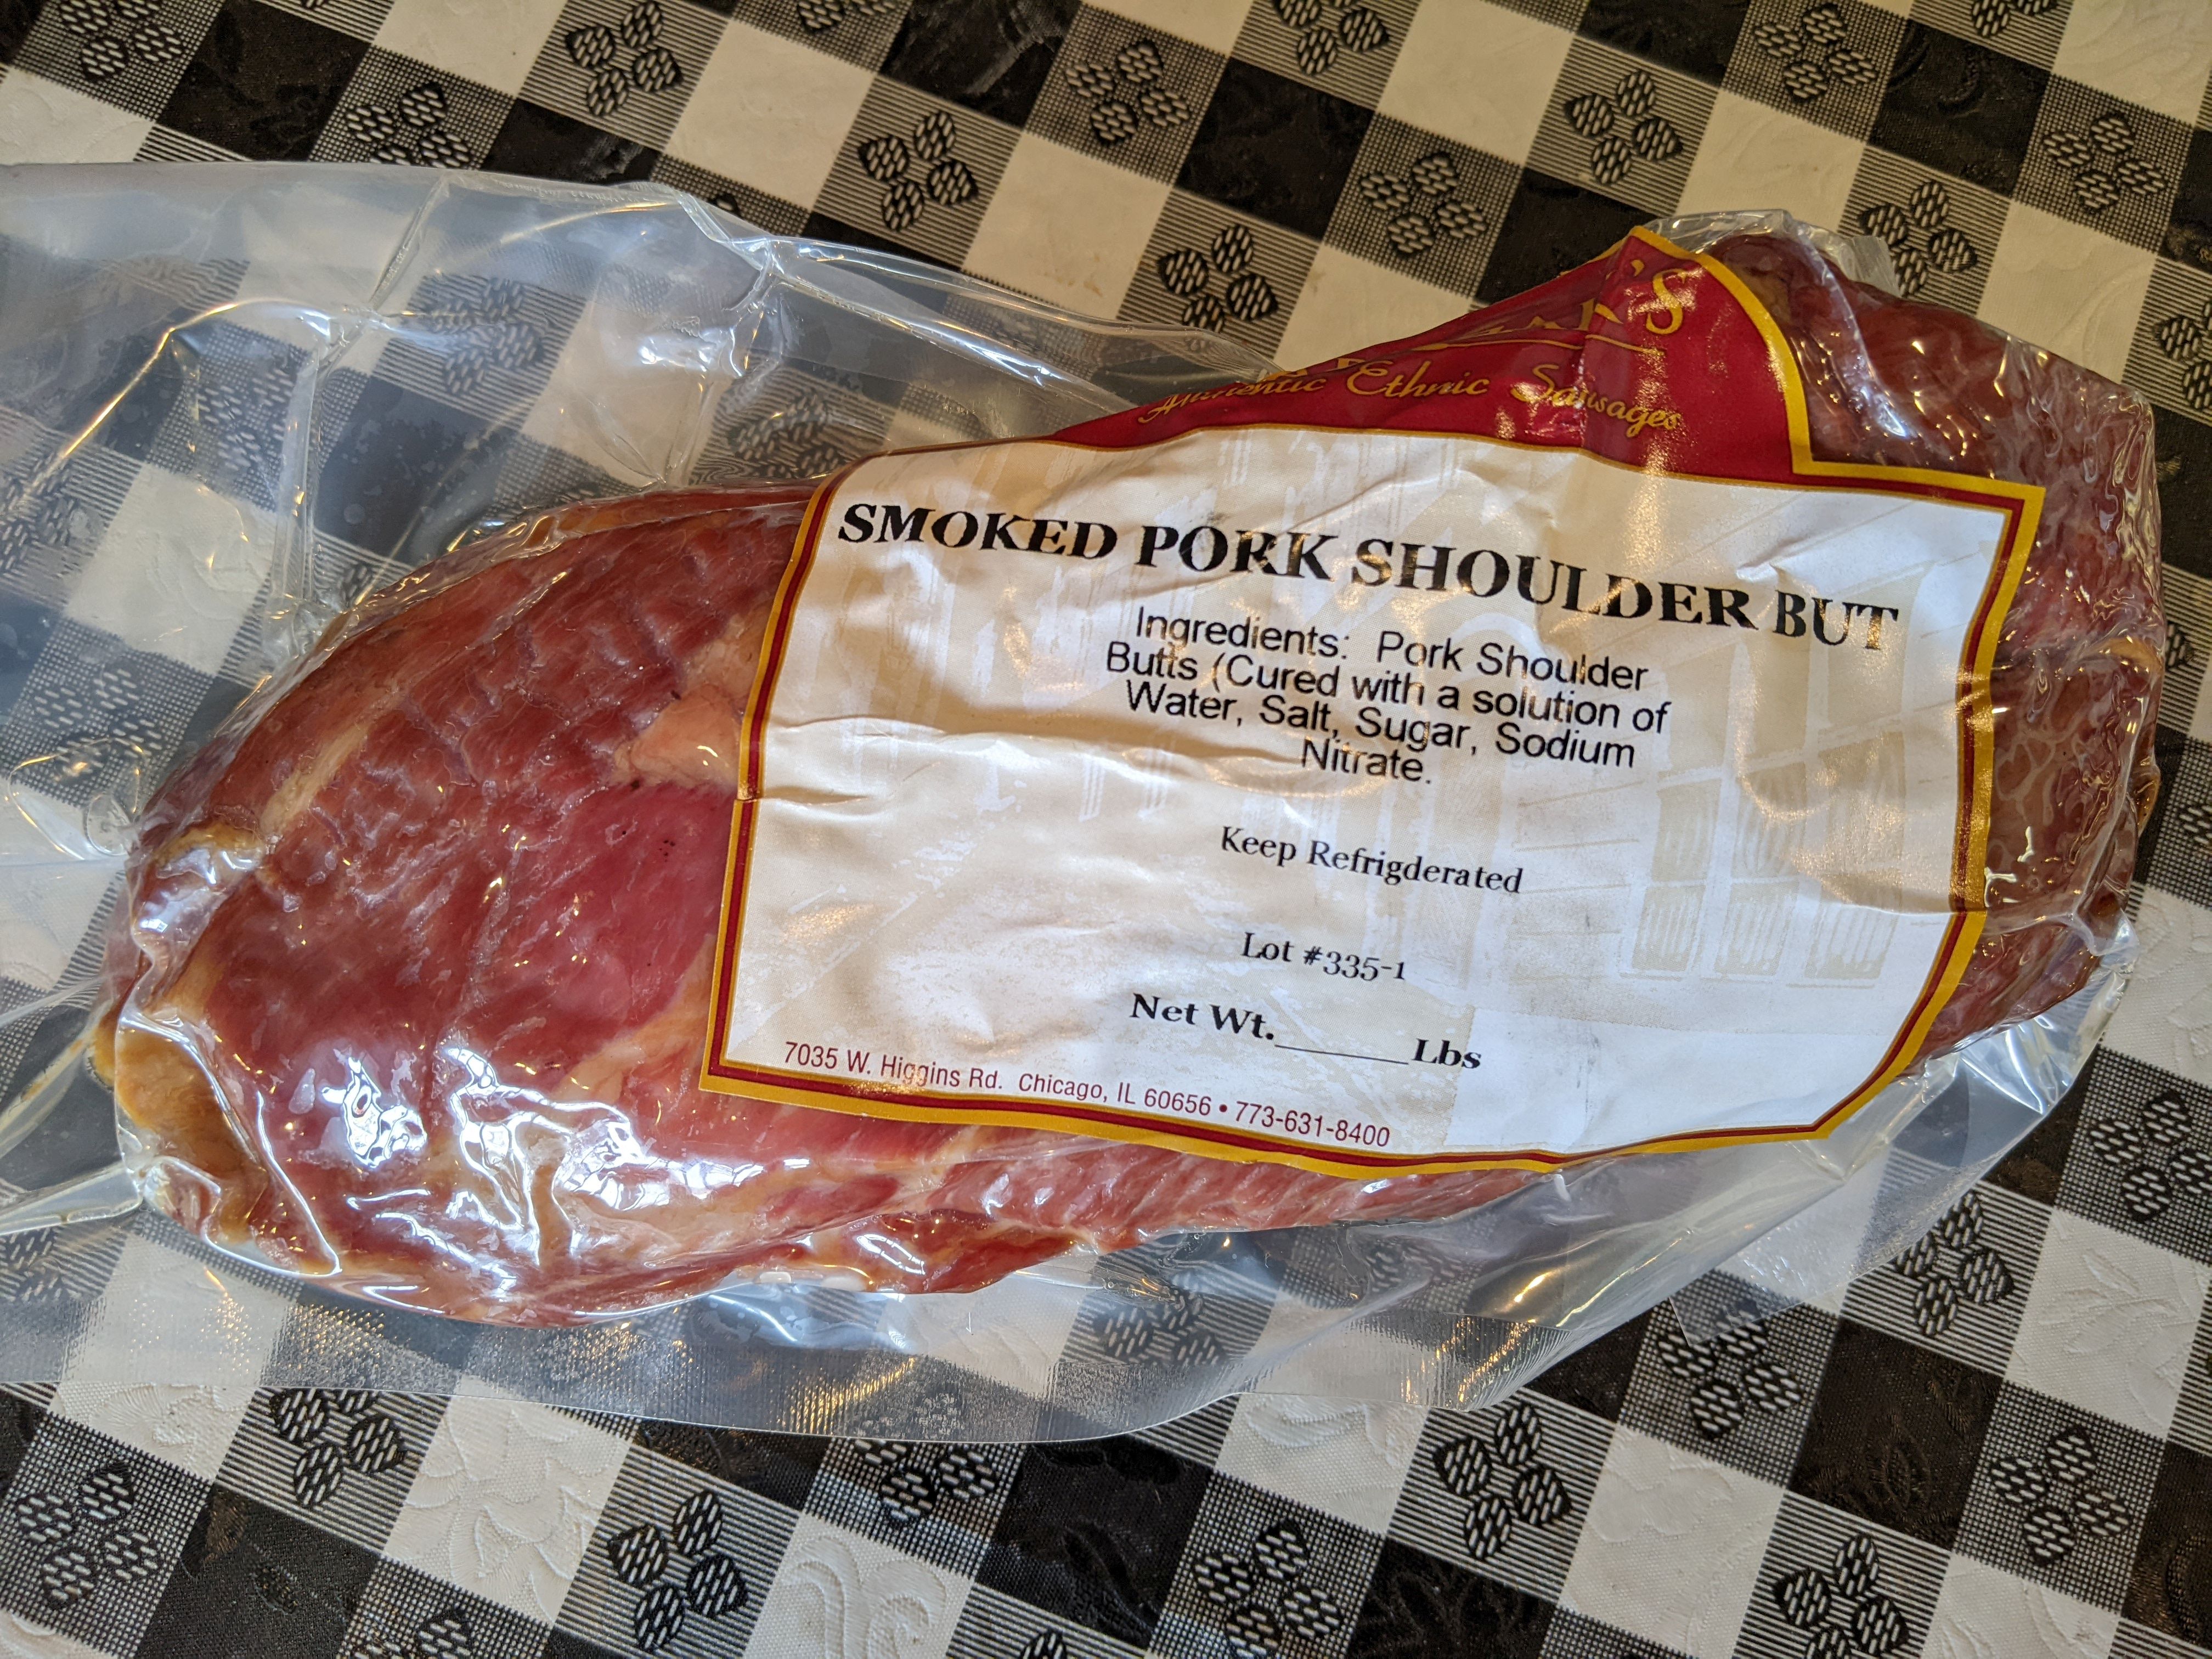 Authentic Ethnic Sausages
SMOKED PORK SHOULDER BUT
Ingredients: Pork Shoulder
Butts (Cured with a solution of
Water, Salt, Sugar, Sodium
Nitrate.
Keep Refrigderated
Lot #335-1
Net Wt.______Lbs
7035 W. Higgins Rd. Chicago, IL 60656 • 773-631-8400